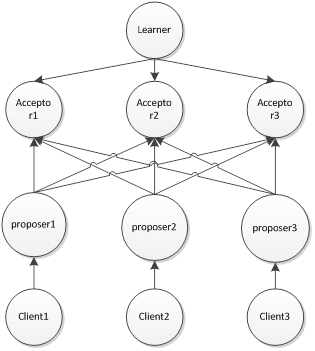 Learner
Accepto
r1
Accepto
r2
Accepto
r3
proposer1
proposer2
proposer3
Client1
Client2
Client3